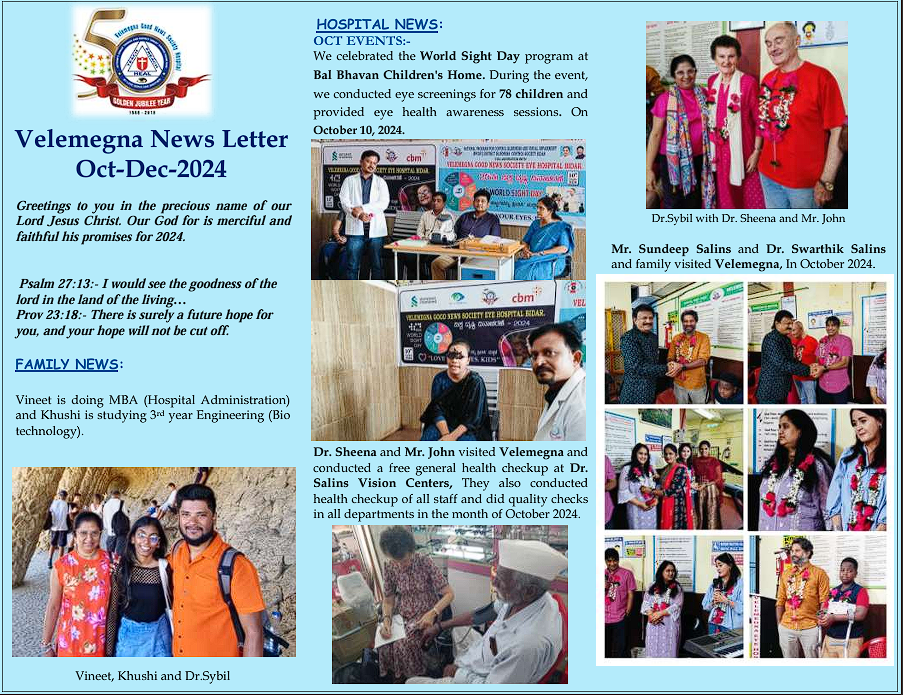 Velemegna Good News Society Hospital
HEAL
GOLDEN JUBILEE YEAR
1968 - 2018
Velemegna News Letter
Oct-Dec-2024
Greetings to you in the precious name of our
Lord Jesus Christ. Our God for is merciful and
faithful his promises for 2024.
Psalm 27:13:- I would see the goodness of the
lord in the land of the living…
Prov 23:18:- There is surely a future hope for
you, and your hope will not be cut off.
FAMILY NEWS:
Vineet is doing MBA (Hospital Administration)
and Khushi is studying 3rd year Engineering (Bio
technology).
Vineet, Khushi and Dr.Sybil
HOSPITAL NEWS:
OCT EVENTS:-
We celebrated the World Sight Day program at
Bal Bhavan Children's Home. During the event,
we conducted eye screenings for 78 children and
provided eye health awareness sessions. On
October 10, 2024.
cbm
VELEMEGNA GOOD NEWS SOCIETY EYE HOSPITAL BIDAR.
WORLD SIGHT DAY
YOUR EYES
cbm
VELEMEGNA GOOD NEWS SOCIETY EYE HOSPITAL BIDAR.
- 2024
WORLD
SIGHT
DAY
Dr. Sheena and Mr. John visited Velemegna and
conducted a free general health checkup at Dr.
Salins Vision Centers, They also conducted
health checkup of all staff and did quality checks
in all departments in the month of October 2024.
Dr.Sybil with Dr. Sheena and Mr. John
Mr. Sundeep Salins and Dr. Swarthik Salins
and family visited Velemegna, In October 2024.